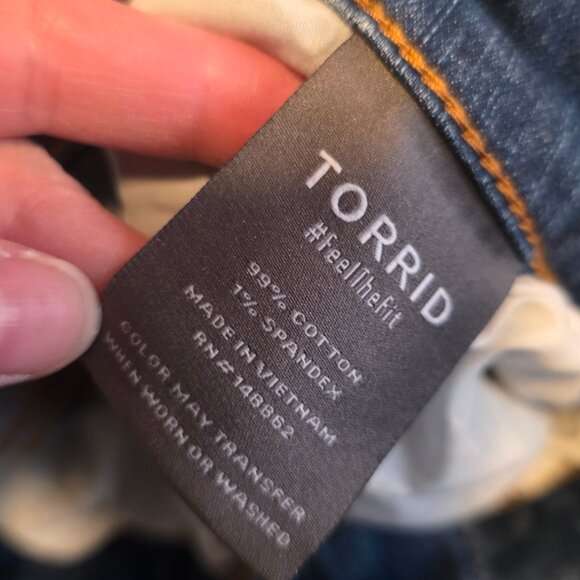 TORRID
#FeelTheFit
99% COTTON
1% SPANDEX
MADE IN VIETNAM
RN#148862
COLOR MAY TRANSFER
WHEN WORN OR WASHED